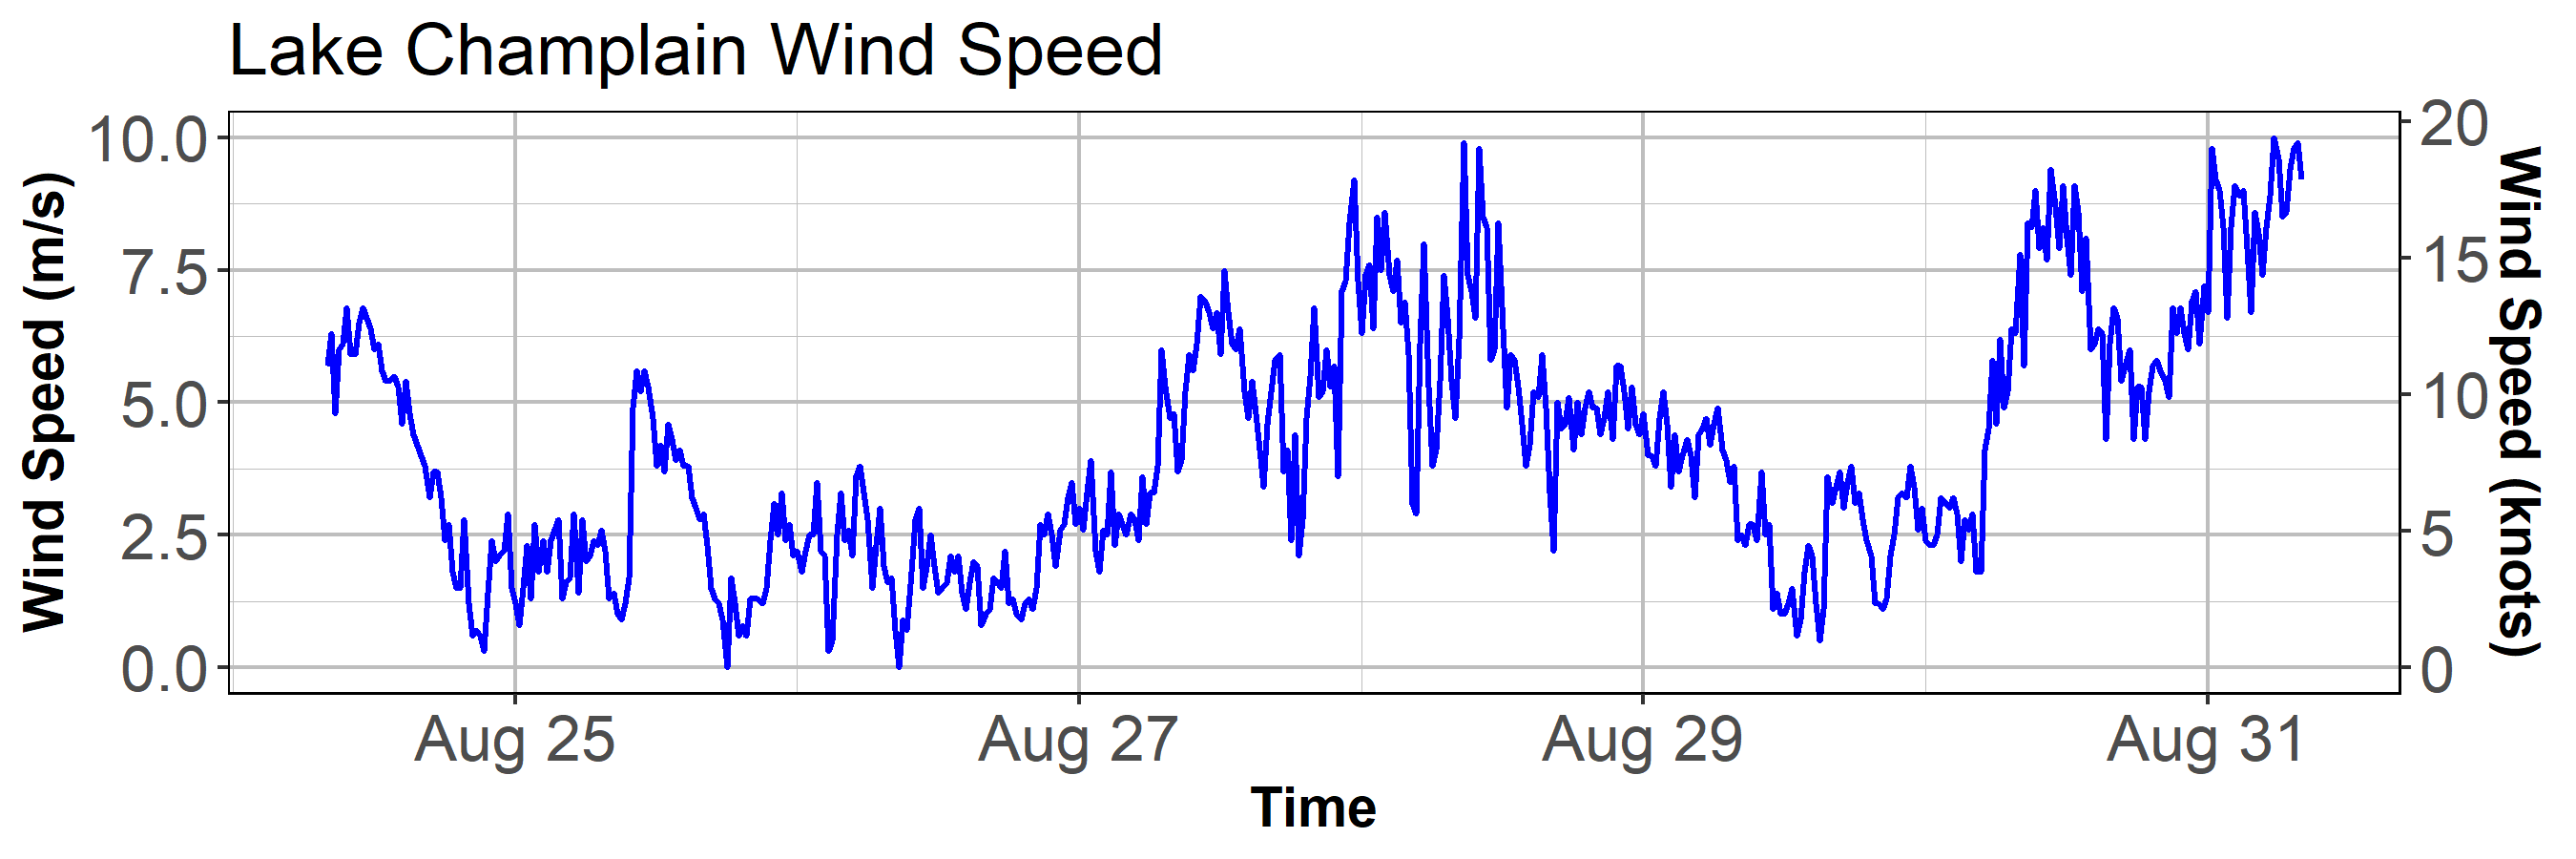 Lake Champlain Wind Speed
Wind Speed (m/s)
10.0
7.5
5.0
2.5
0.0
20
15
10
5
0
Wind Speed (knots)
Aug 25
Aug 27
Aug 29
Aug 31
Time